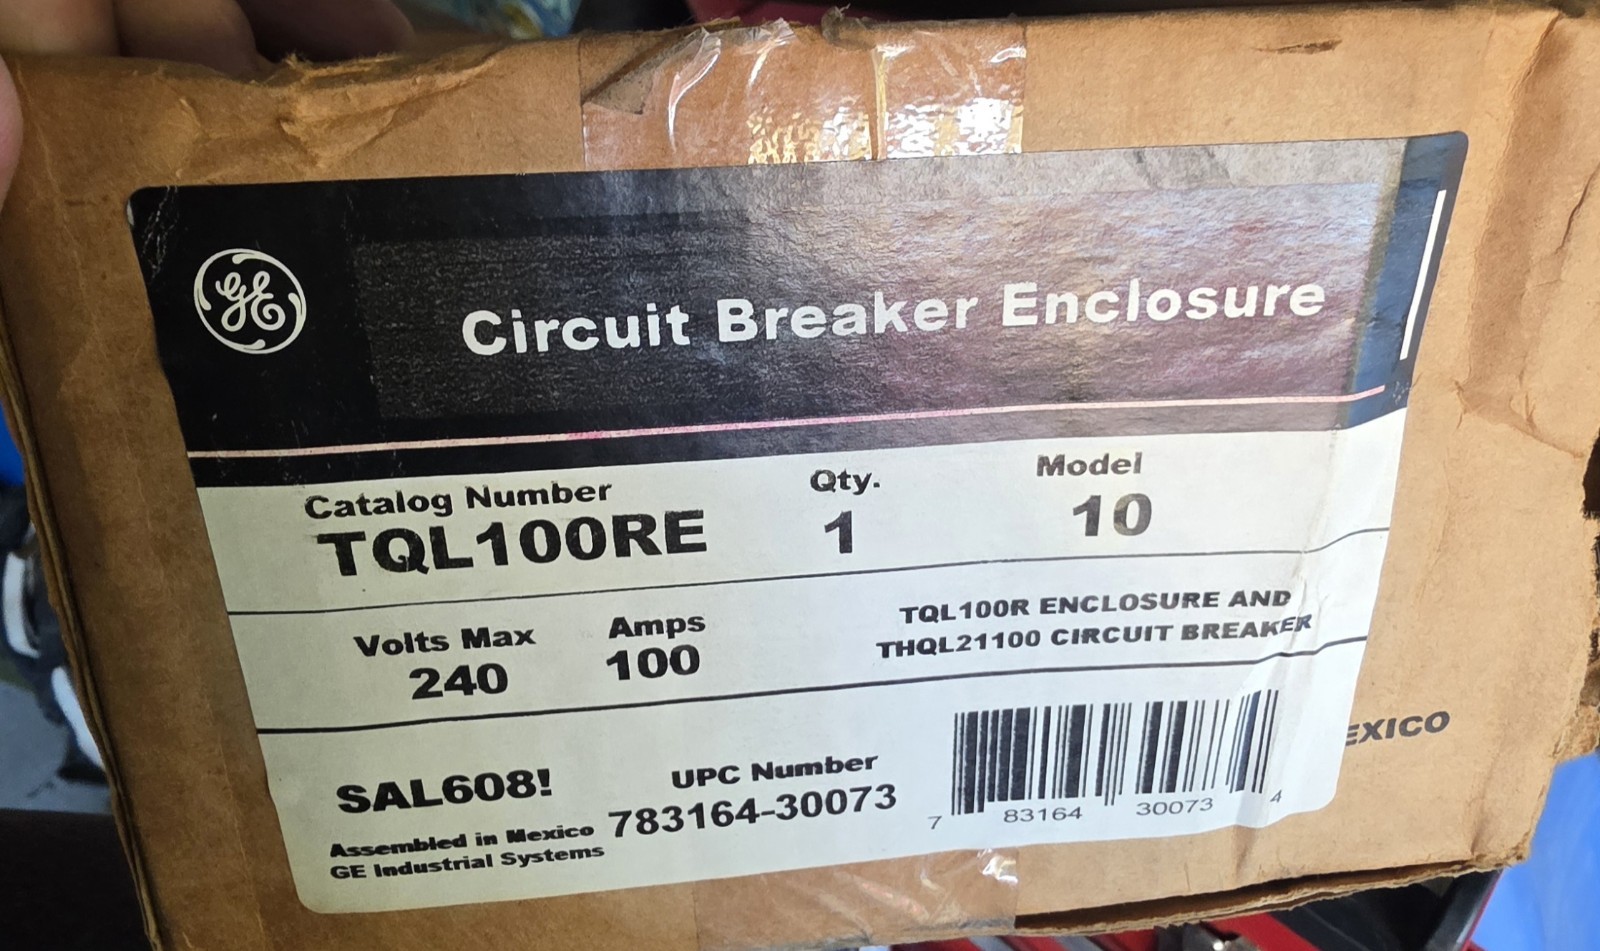 GE
Circuit Breaker Enclosure
Catalog Number Qty. Model
TQL100RE 1 10
Volts Max Amps TQL100R ENCLOSURE AND
240 100 THQL21100 CIRCUIT BREAKER
SAL608! UPC Number
783164-30073
7 83164 30073 4
Assembled in Mexico
GE Industrial Systems
EXICO